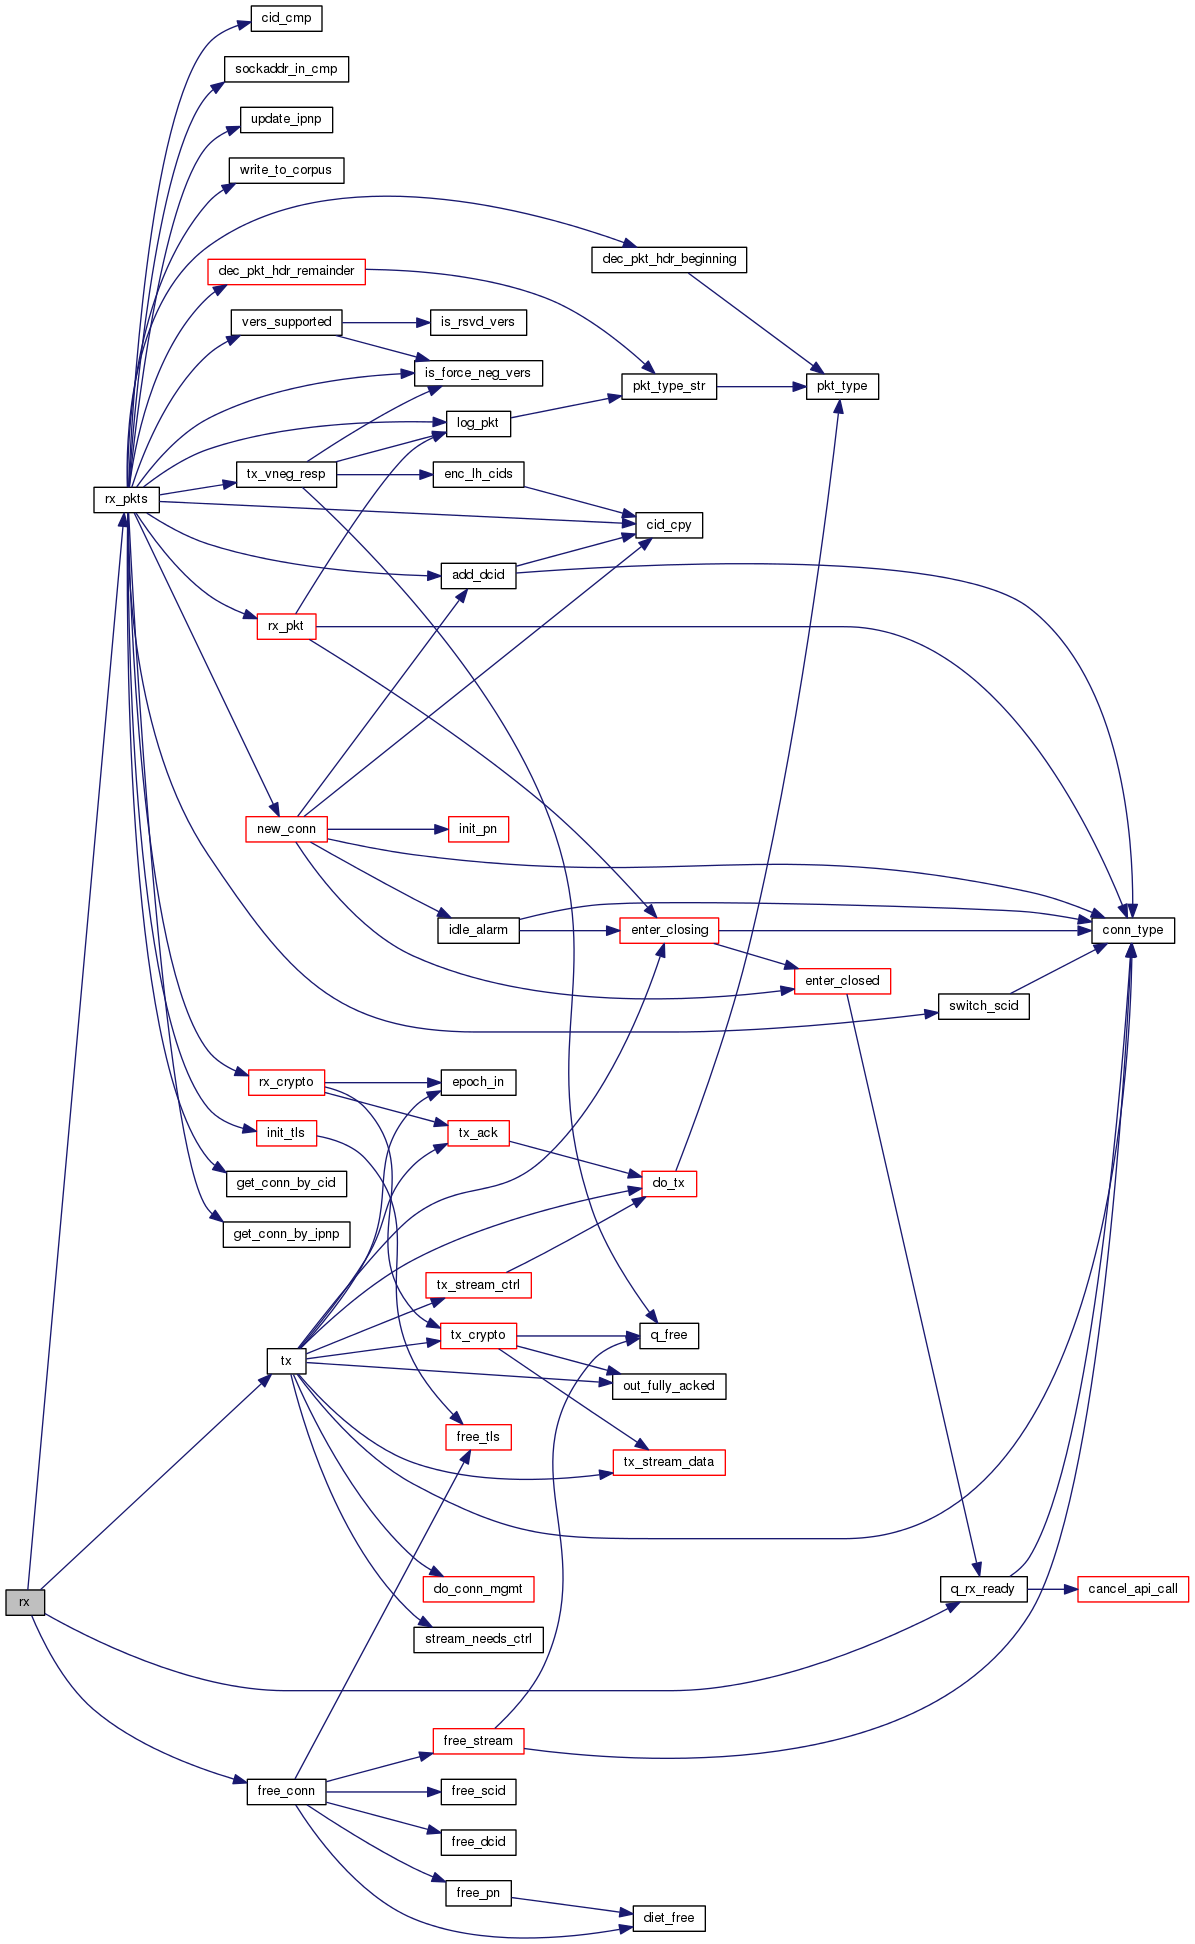 cid_cmp
sockaddr_in_cmp
update_ipnp
write_to_corpus
dec_pkt_hdr_beginning
dec_pkt_hdr_remainder
vers_supported
is_rsvd_vers
is_force_neg_vers
pkt_type_str
pkt_type
log_pkt
tx_vneg_resp
enc_lh_cids
rx_pkts
cid_cpy
add_dcid
rx_pkt
new_conn
init_pn
idle_alarm
enter_closing
conn_type
enter_closed
switch_scid
rx_crypto
epoch_in
init_tls
tx_ack
get_conn_by_cid
do_tx
get_conn_by_ipnp
tx_stream_ctrl
tx_crypto
q_free
tx
out_fully_acked
free_tls
tx_stream_data
do_conn_mgmt
q_rx_ready
cancel_api_call
rx
stream_needs_ctrl
free_stream
free_conn
free_scid
free_dcid
free_pn
diet_free